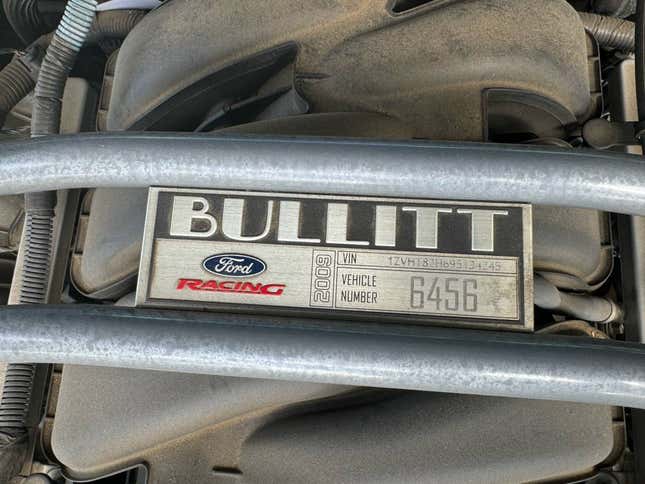 BULLITT
Ford
RACING
2009
VIN
VEHICLE
NUMBER
6456